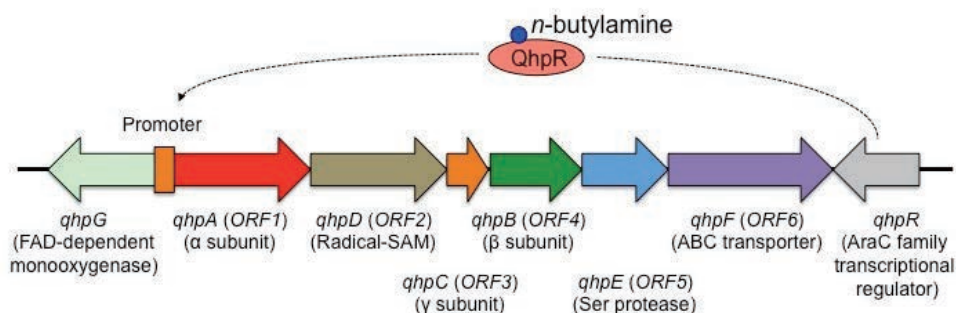 n-butylamine
QhpR
Promoter
qhpG
(FAD-dependent
monooxygenase)
qhpA (ORF1)
(α subunit)
qhpD (ORF2)
(Radical-SAM)
qhpB (ORF4)
(β subunit)
qhpF (ORF6)
(ABC transporter)
qhpR
(AraC family
transcriptional
regulator)
qhpC (ORF3)
(γ subunit)
qhpE (ORF5)
(Ser protease)